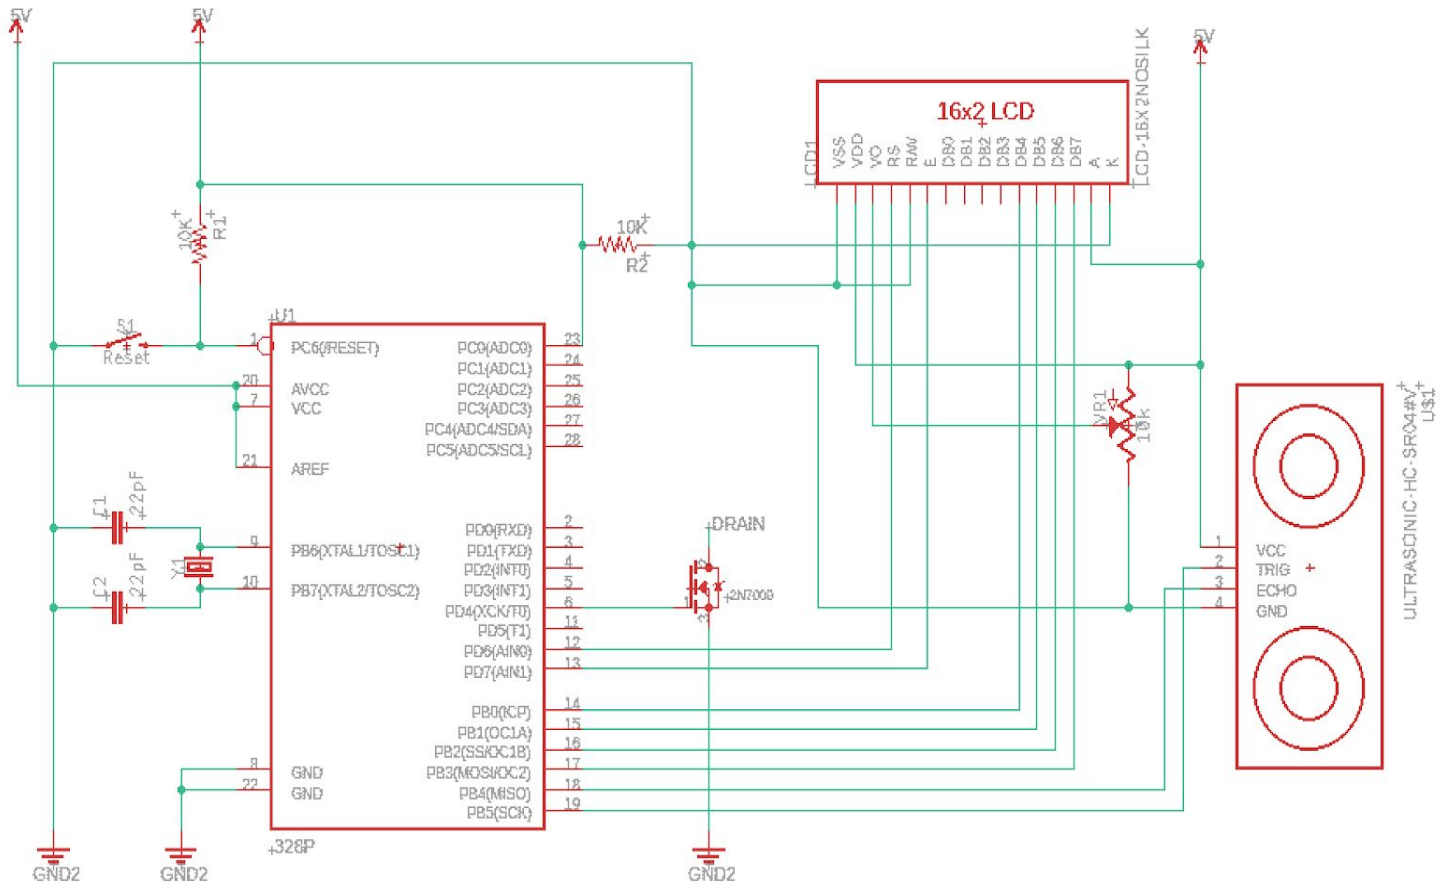 5V
5V
5V
16x2 LCD
LCD1
VSS
VDD
VO
RS
R/W
E
DB0
DB1
DB2
DB3
DB4
DB5
DB6
DB7
A
K
LCD-16X2NOSILK
10K
R1
10K
R2
S1
Reset
U1
1
PC6(/RESET)
20
AVCC
7
VCC
21
AREF
9
PB6(XTAL1/TOSC1)
10
PB7(XTAL2/TOSC2)
8
GND
22
GND
PC0(ADC0)
23
PC1(ADC1)
24
PC2(ADC2)
25
PC3(ADC3)
26
PC4(ADC4/SDA)
27
PC5(ADC5/SCL)
28
PD0(RXD)
2
PD1(TXD)
3
PD2(INT0)
4
PD3(INT1)
5
PD4(XCK/T0)
6
PD5(T1)
11
PD6(AIN0)
12
PD7(AIN1)
13
PB0(ICP)
14
PB1(OC1A)
15
PB2(SS/OC1B)
16
PB3(MOSI/OC2)
17
PB4(MISO)
18
PB5(SCK)
19
328P
C1
22pF
C2
22pF
Y1
DRAIN
1
2N7000
VR1
10k
1
VCC
2
TRIG
3
ECHO
4
GND
ULTRASONIC-HC-SR04#V
U$1
GND2
GND2
GND2